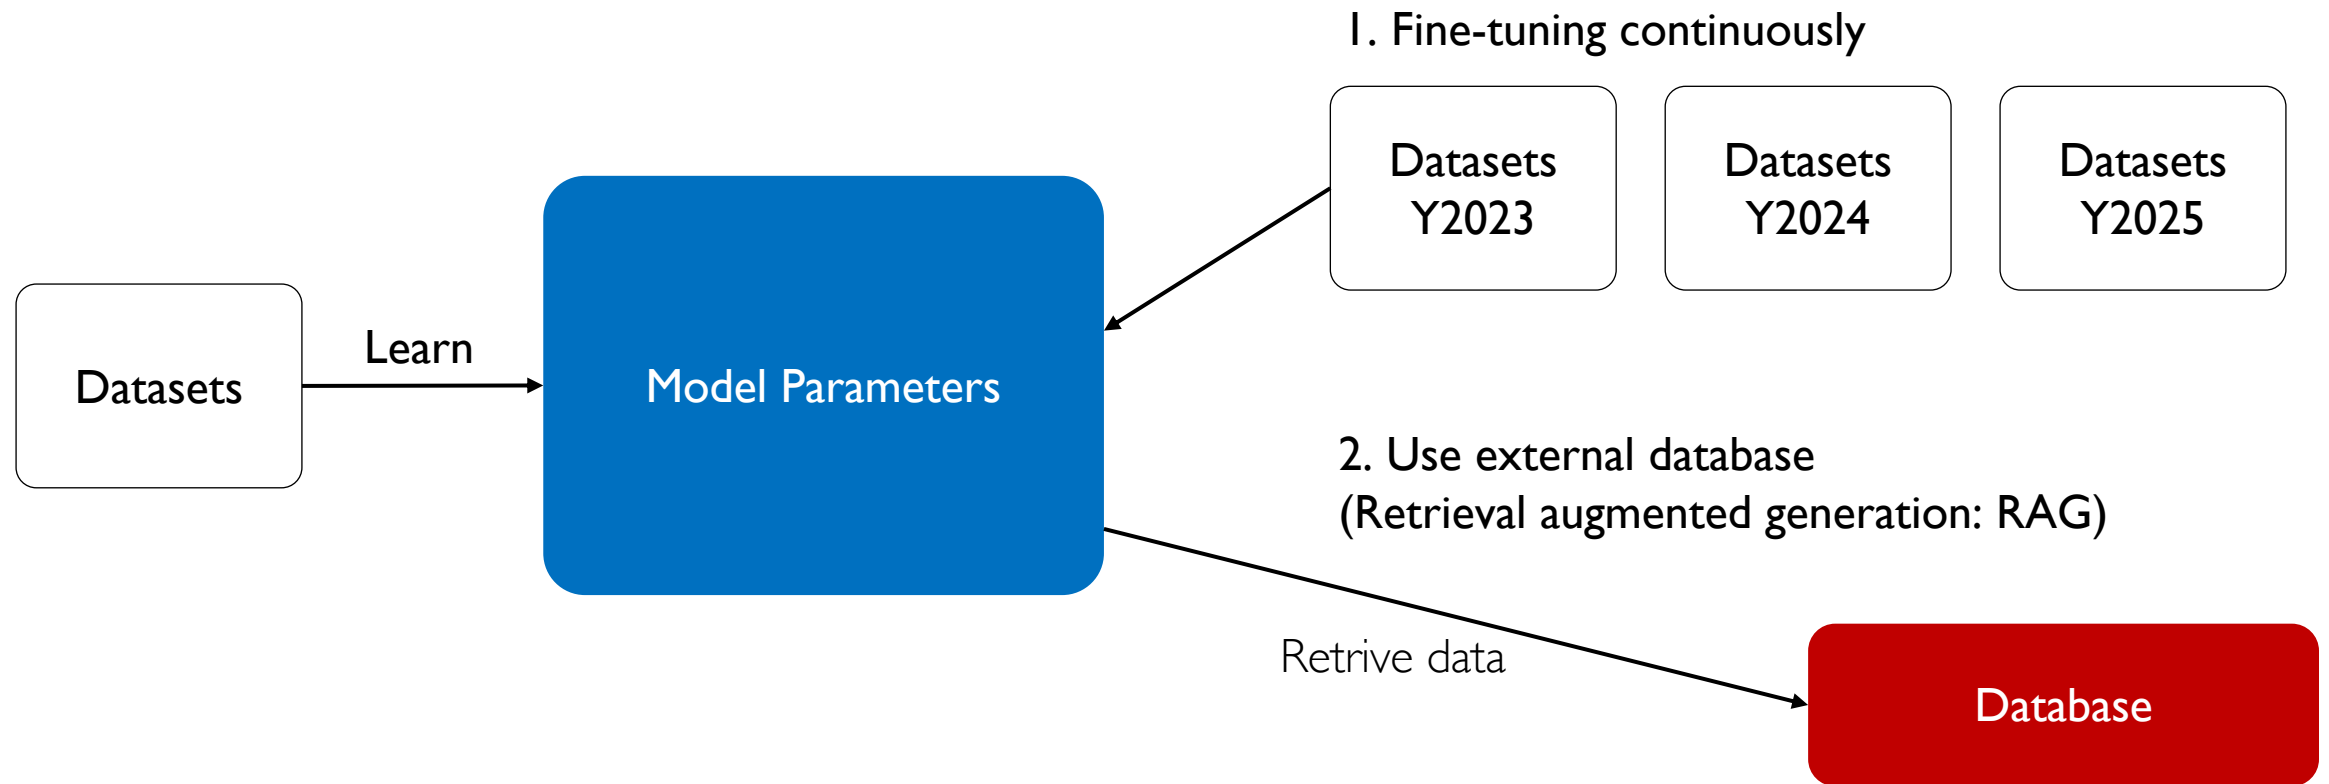 1. Fine-tuning continuously
Datasets
Y2023
Datasets
Y2024
Datasets
Y2025
Datasets
Learn
Model Parameters
2. Use external database
(Retrieval augmented generation: RAG)
Retrive data
Database